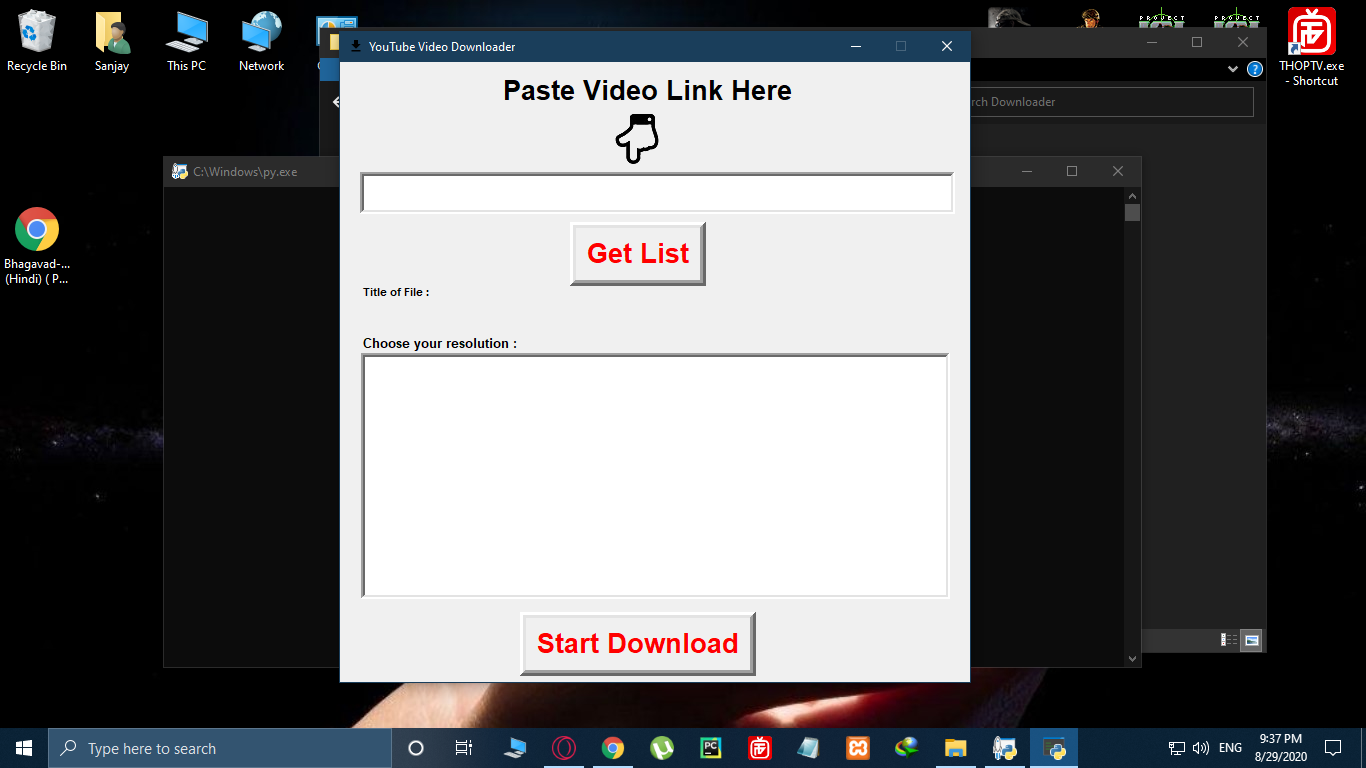 Recycle Bin
Sanjay
This PC
Network
THOPTV.exe
- Shortcut
YouTube Video Downloader
Paste Video Link Here
Downloader
C:\Windows\py.exe
Get List
Title of File :
Choose your resolution :
Start Download
Bhagavad-...
(Hindi) ( P...
PROJECT
PROJECT
Type here to search
PC
ENG
9:37 PM
8/29/2020